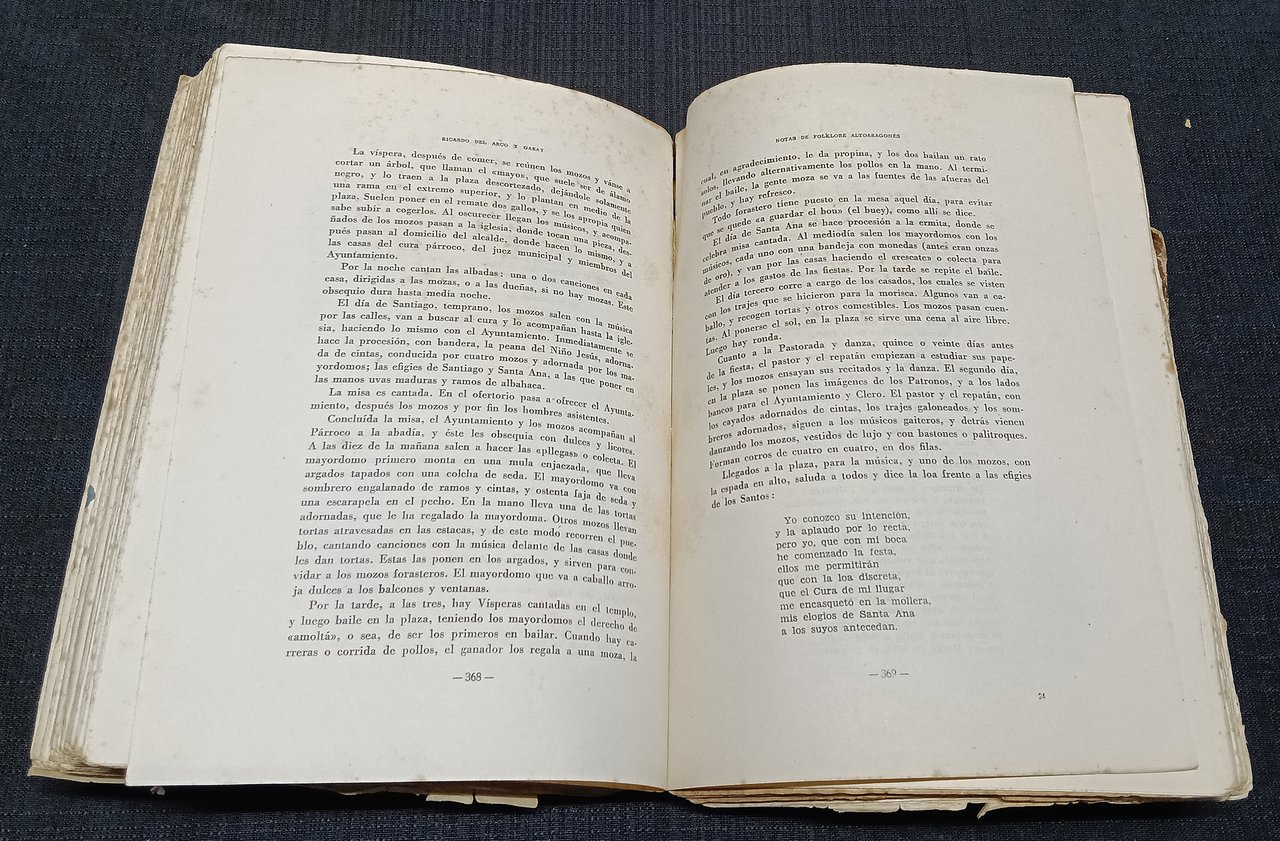 RICARDO DEL ARCO Y GARAY
La víspera, después de comer, se reúnen los mozos y vánse a
cortar un árbol, que llaman el «mayo», que suele ser de álamo
negro, y lo traen a la plaza descortezado, dejándole solamente
una rama en el extremo superior, y lo plantan en medio de la
plaza. Suelen poner en el remate dos gallos, y se los apropia quien
sabe subir a cogerlos. Al oscurecer llegan los músicos, y acompa-
ñados de los mozos pasan a la iglesia, donde tocan una pieza, des-
pués pasan al domicilio del alcalde, donde hacen lo mismo, y a
las casas del cura párroco, del juez municipal y miembros del
Ayuntamiento.
Por la noche cantan las albadas: una o dos canciones en cada
casa, dirigidas a las mozas, o a las dueñas, si no hay mozas. Este
obsequio dura hasta media noche.
El día de Santiago, temprano, los mozos salen con la música
por las calles, van a buscar al cura y lo acompañan hasta la igle-
sia, haciendo lo mismo con el Ayuntamiento. Inmediatamente se
hace la procesión, con bandera, la peana del Niño Jesús, adorna-
da de cintas, conducida por cuatro mozos y adornada por los ma-
yordomos; las efigies de Santiago y Santa Ana, a las que poner en
las manos uvas maduras y ramos de albahaca.
La misa es cantada. En el ofertorio pasa a ofrecer el Ayunta-
miento, después los mozos y por fin los hombres asistentes.
Concluída la misa, el Ayuntamiento y los mozos acompañan al
Párroco a la abadía, y éste les obsequia con dulces y licores.
A las diez de la mañana salen a hacer las «pllegas» o colecta. El
mayordomo primero monta en una mula enjaezada, que lleva
argados tapados con una colcha de seda. El mayordomo va con
sombrero engalanado de ramos y cintas, y ostenta faja de seda y
una escarapela en el pecho. En la mano lleva una de las tortas
adornadas, que le ha regalado la mayordoma. Otros mozos llevan
tortas atravesadas en las estacas, y de este modo recorren el pue-
blo, cantando canciones con la música delante de las casas donde
les dan tortas. Estas las ponen en los argados, y sirven para con-
vidar a los mozos forasteros. El mayordomo que va a caballo arro-
ja dulces a los balcones y ventanas.
Por la tarde, a las tres, hay Vísperas cantadas en el templo,
y luego baile en la plaza, teniendo los mayordomos el derecho de
«amoltá», o sea, de ser los primeros en bailar. Cuando hay ca-
rreras o corrida de pollos, el ganador los regala a una moza, la
— 368 —
NOTAS DE FOLKLORE ALTOARAGONÉS
cual, en agradecimiento, le da propina, y los dos bailan un rato
solos, llevando alternativamente los pollos en la mano. Al termi-
nar el baile, la gente moza se va a las fuentes de las afueras del
pueblo, y hay refresco.
Todo forastero tiene puesto en la mesa aquel día, para evitar
que se quede «a guardar el bou» (el buey), como allí se dice.
El día de Santa Ana se hace procesión a la ermita, donde se
celebra misa cantada. Al mediodía salen los mayordomos con los
músicos, cada uno con una bandeja con monedas (antes eran onzas
de oro), y van por las casas haciendo el «rescate» o colecta para
atender a los gastos de las fiestas. Por la tarde se repite el baile.
El día tercero corre a cargo de los casados, los cuales se visten
con los trajes que se hicieron para la morisca. Algunos van a ca-
ballo, y recogen tortas y otros comestibles. Los mozos pasan cuen-
tas. Al ponerse el sol, en la plaza se sirve una cena al aire libre.
Luego hay ronda.
Cuanto a la Pastorada y danza, quince o veinte días antes
de la fiesta, el pastor y el repatán empiezan a estudiar sus pape-
les, y los mozos ensayan sus recitados y la danza. El segundo día,
en la plaza se ponen las imágenes de los Patronos, y a los lados
bancos para el Ayuntamiento y Clero. El pastor y el repatán, con
los cayados adornados de cintas, los trajes galoneados y los som-
breros adornados, siguen a los músicos gaiteros, y detrás vienen
danzando los mozos, vestidos de lujo y con bastones o palitroques.
Forman corros de cuatro en cuatro, en dos filas.
Llegados a la plaza, para la música, y uno de los mozos, con
la espada en alto, saluda a todos y dice la loa frente a las efigies
de los Santos:
Yo conozco su intención,
y la aplaudo por lo recta,
pero yo, que con mi boca
he comenzado la festa,
ellos me permitirán
que con la loa discreta,
que el Cura de mi llugar
me encasquetó en la mollera,
mis elogios de Santa Ana
a los suyos antecedan.
— 369 —
24